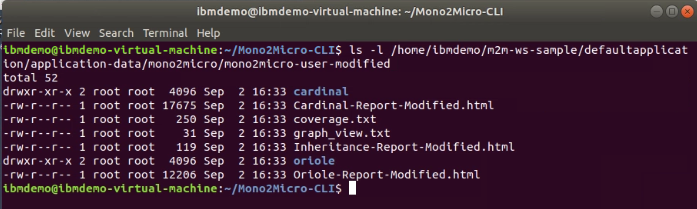 ibmdemo@ibmdemo-virtual-machine: ~/Mono2Micro-CLI
File Edit View Search Terminal Help
ibmdemo@ibmdemo-virtual-machine:~/Mono2Micro-CLI$ ls -l /home/ibmdemo/m2m-ws-sample/defaultapplicat
ion/application-data/mono2micro/mono2micro-user-modified
total 52
drwxr-xr-x 2 root root  4096 Sep  2 16:33 cardinal
-rw-r--r-- 1 root root 17675 Sep  2 16:33 Cardinal-Report-Modified.html
-rw-r--r-- 1 root root   250 Sep  2 16:33 coverage.txt
-rw-r--r-- 1 root root    31 Sep  2 16:33 graph_view.txt
-rw-r--r-- 1 root root   119 Sep  2 16:33 Inheritance-Report-Modified.html
drwxr-xr-x 2 root root  4096 Sep  2 16:33 oriole
-rw-r--r-- 1 root root 12206 Sep  2 16:33 Oriole-Report-Modified.html
ibmdemo@ibmdemo-virtual-machine:~/Mono2Micro-CLI$